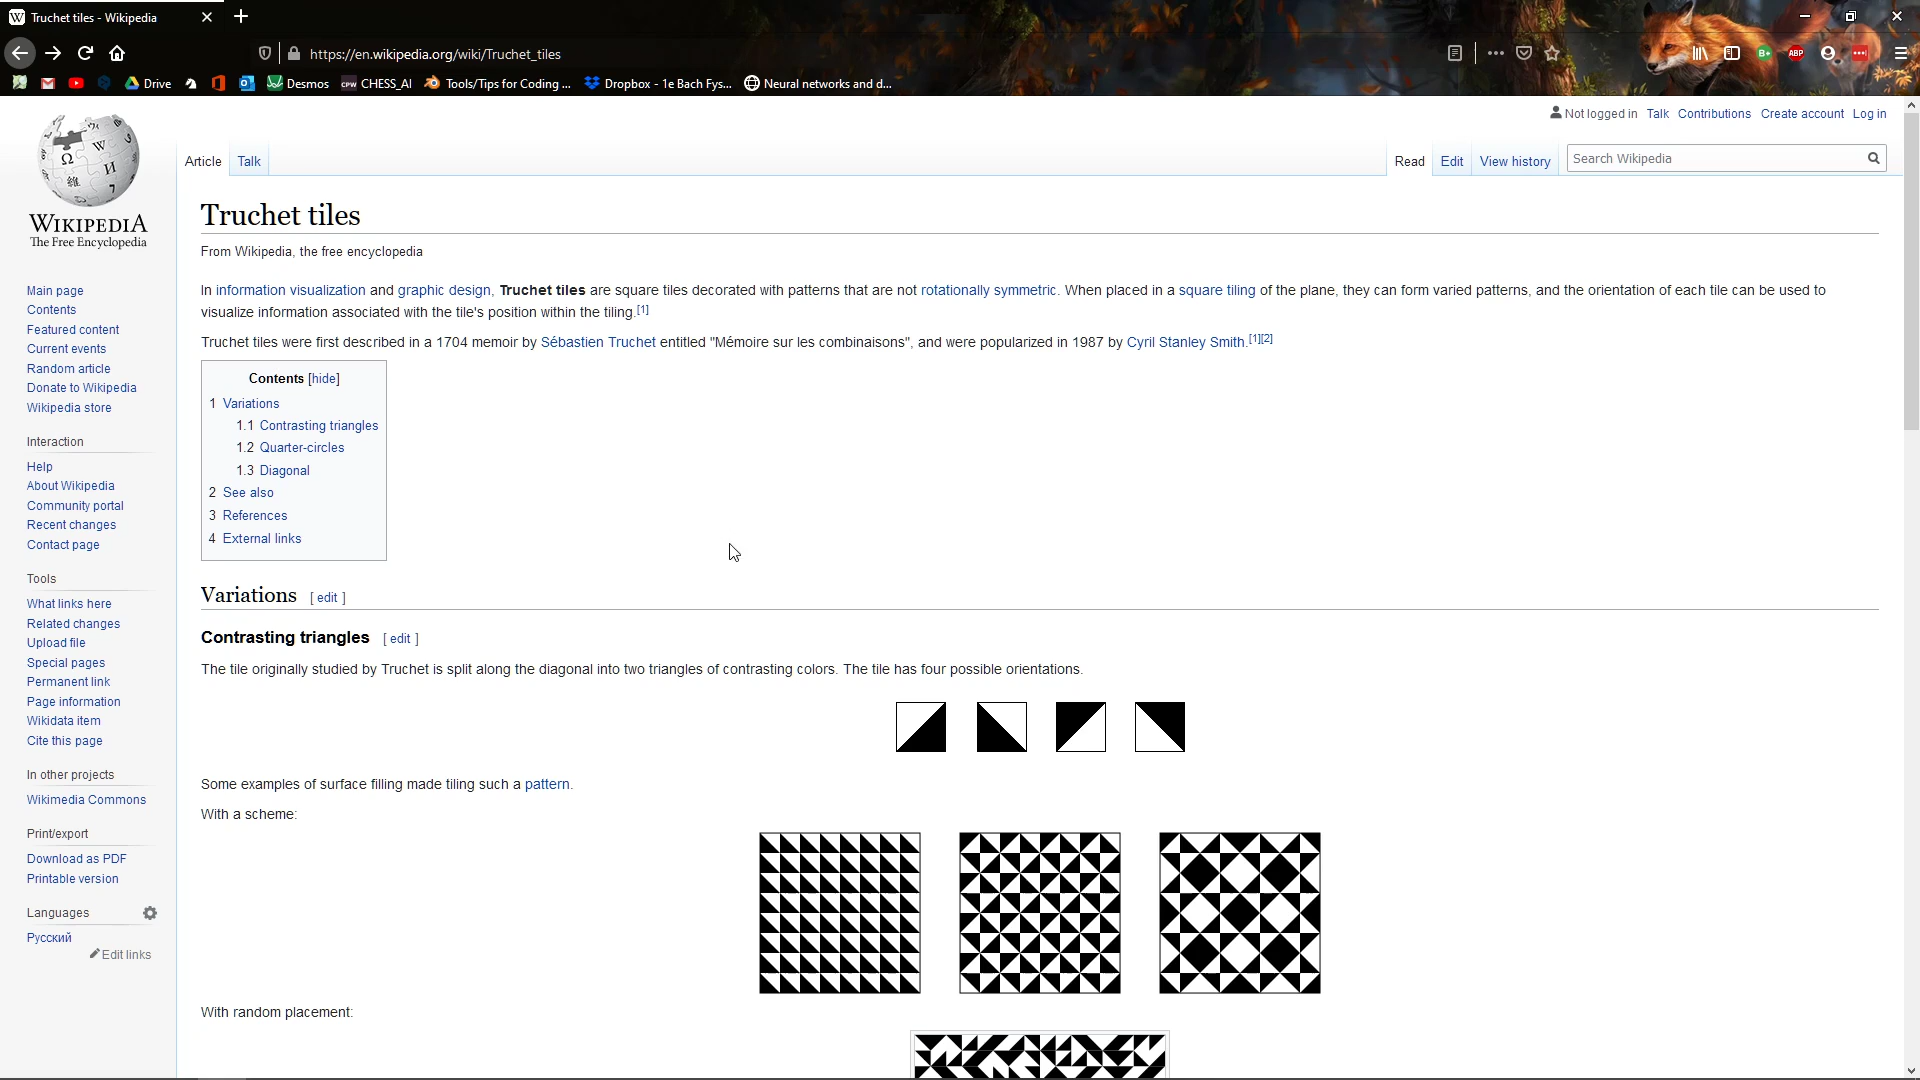 Truchet tiles - Wikipedia
https://en.wikipedia.org/wiki/Truchet_tiles
ABP
Drive
Desmos
CPW CHESS_AI
Tools/Tips for Coding ...
Dropbox - 1e Bach Fys...
Neural networks and d...
Not logged in Talk Contributions Create account Log in
Article Talk
Read Edit View history
Search Wikipedia
WIKIPEDIA
The Free Encyclopedia
Main page
Contents
Featured content
Current events
Random article
Donate to Wikipedia
Wikipedia store
Interaction
Help
About Wikipedia
Community portal
Recent changes
Contact page
Tools
What links here
Related changes
Upload file
Special pages
Permanent link
Page information
Wikidata item
Cite this page
In other projects
Wikimedia Commons
Print/export
Download as PDF
Printable version
Languages
Русский
Edit links
Truchet tiles
From Wikipedia, the free encyclopedia
In information visualization and graphic design, Truchet tiles are square tiles decorated with patterns that are not rotationally symmetric. When placed in a square tiling of the plane, they can form varied patterns, and the orientation of each tile can be used to
visualize information associated with the tile's position within the tiling.[1]
Truchet tiles were first described in a 1704 memoir by Sébastien Truchet entitled "Mémoire sur les combinaisons", and were popularized in 1987 by Cyril Stanley Smith.[1][2]
Contents [hide]
1 Variations
1.1 Contrasting triangles
1.2 Quarter-circles
1.3 Diagonal
2 See also
3 References
4 External links
Variations [ edit ]
Contrasting triangles [ edit ]
The tile originally studied by Truchet is split along the diagonal into two triangles of contrasting colors. The tile has four possible orientations.
Some examples of surface filling made tiling such a pattern.
With a scheme:
With random placement: